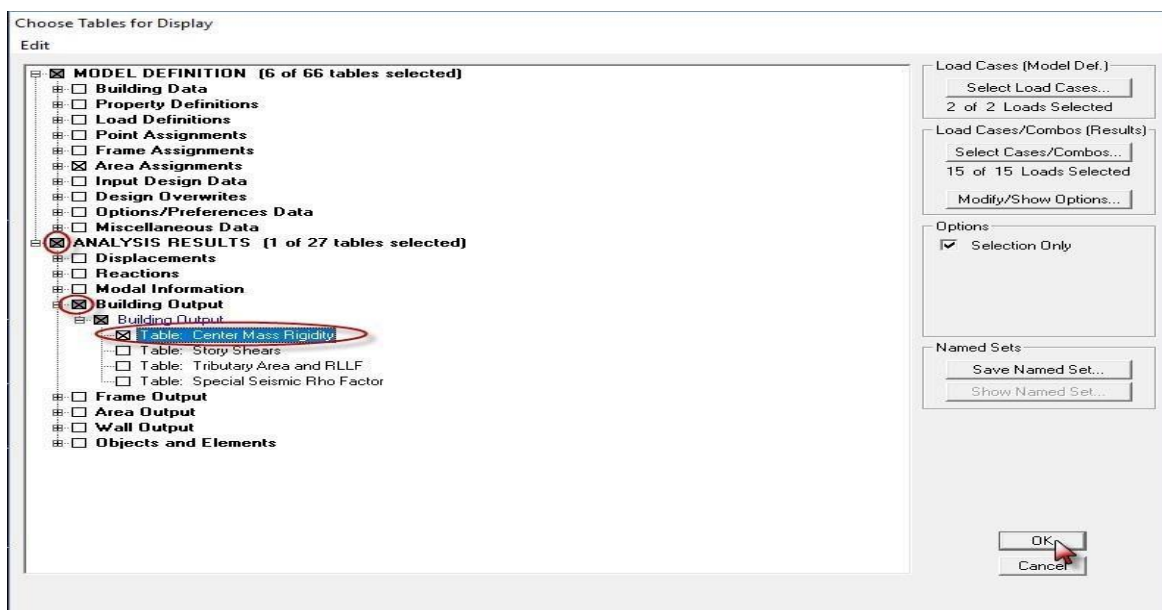 Choose Tables for Display
Edit
MODEL DEFINITION (6 of 66 tables selected)
Building Data
Property Definitions
Load Definitions
Point Assignments
Frame Assignments
Area Assignments
Input Design Data
Design Overwrites
Options/Preferences Data
Miscellaneous Data
ANALYSIS RESULTS (1 of 27 tables selected)
Displacements
Reactions
Modal Information
Building Output
Building Output
Table: Center Mass Rigidity
Table: Story Shears
Table: Tributary Area and RLLF
Table: Special Seismic Rho Factor
Frame Output
Area Output
Wall Output
Objects and Elements
Load Cases (Model Def.)
Select Load Cases...
2 of 2 Loads Selected
Load Cases/Combos (Results)
Select Cases/Combos...
15 of 15 Loads Selected
Modify/Show Options...
Options
Selection Only
Named Sets
Save Named Set...
Show Named Set...
OK
Cancel